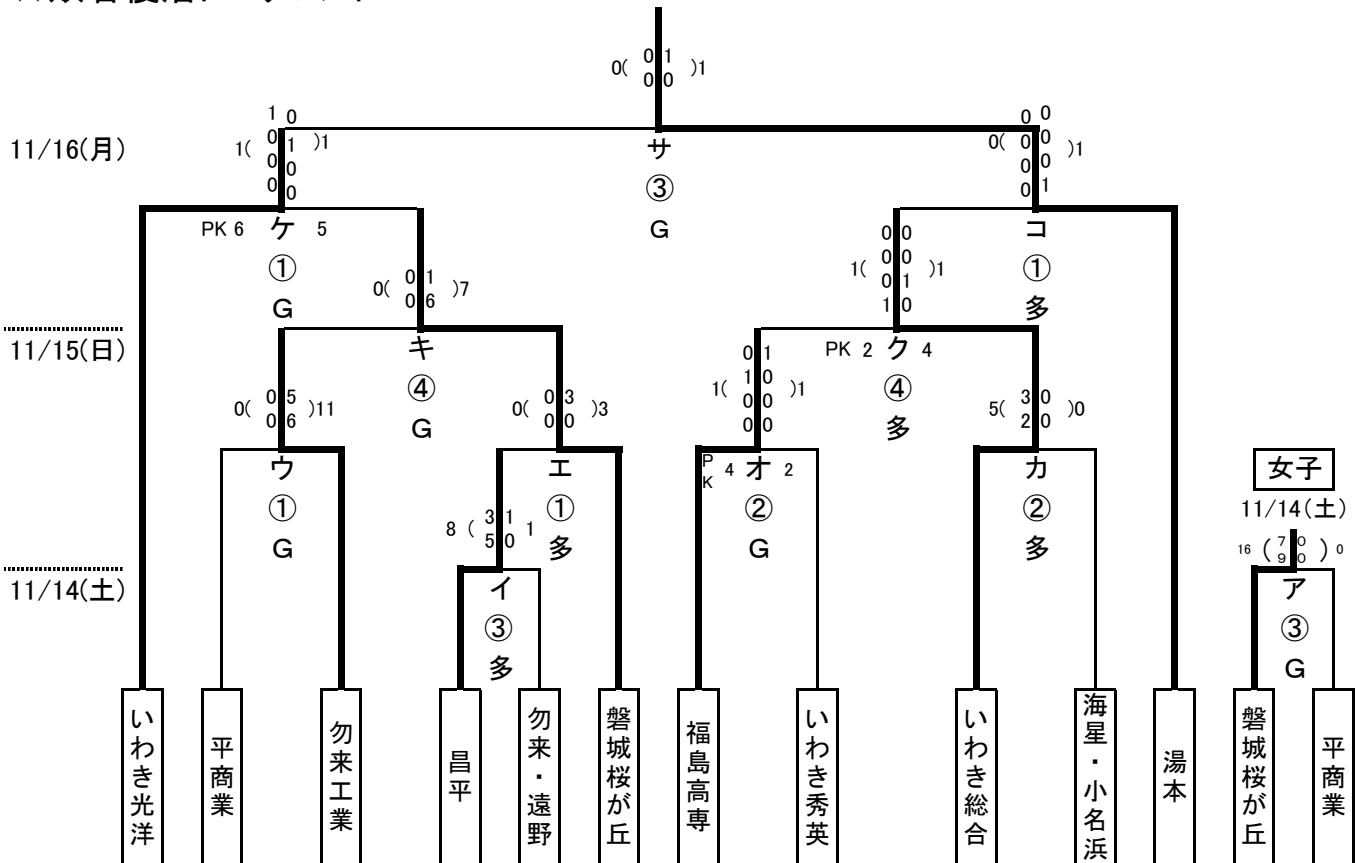 0( 0 1 )1
0 0
1 0
11/16(月)
1( 0 1 )1
0 0
0 0
サ
③
G
0 0
0( 0 0 )1
0 0
0 1
PK 6 ケ 5
①
G
コ
①
多
0( 0 1 )7
0 6
0 0
1( 0 0 )1
0 1
1 0
11/15(日)
キ
④
G
PK 2 ク 4
④
多
0( 0 5 )11
0 6
0( 0 3 )3
0 0
0 1
1( 1 0 )1
0 0
0 0
5( 3 0 )0
2 0
ウ
①
G
エ
①
多
PK 4 オ 2
②
G
カ
②
多
女子
11/14(土)
8 ( 3 1 1
5 0
16 ( 7 0 ) 0
9 0
11/14(土)
イ
③
多
ア
③
G
いわき光洋
平商業
勿来工業
昌平
勿来・遠野
磐城桜が丘
福島高専
いわき秀英
いわき総合
海星・小名浜
湯本
磐城桜が丘
平商業